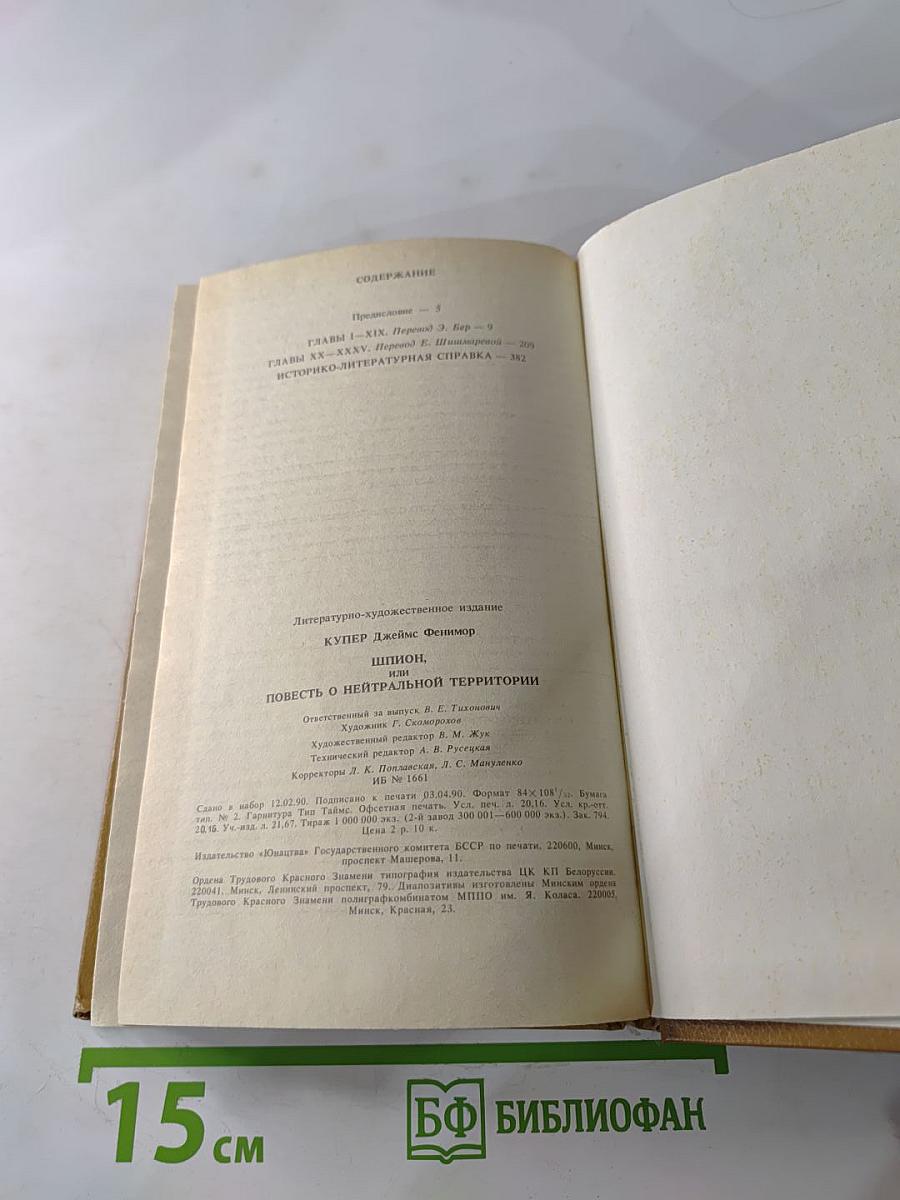 СОДЕРЖАНИЕ
Предисловие — 5
ГЛАВЫ I—XIX. Перевод Э. Бер — 9
ГЛАВЫ XX—XXXV. Перевод Е. Шишмаревой — 209
ИСТОРИКО-ЛИТЕРАТУРНАЯ СПРАВКА — 382
Литературно-художественное издание
КУПЕР Джеймс Фенимор
ШПИОН,
или
ПОВЕСТЬ О НЕЙТРАЛЬНОЙ ТЕРРИТОРИИ
Ответственный за выпуск В. Е. Тихонович
Художник Г. Скоморохов
Художественный редактор В. М. Жук
Технический редактор А. В. Русецкая
Корректоры Л. К. Поплавская, Л. С. Мануленко
ИБ № 1661
Сдано в набор 12.02.90. Подписано к печати 03.04.90. Формат 84×108¹/₃₂. Бумага
тип. № 2. Гарнитура Тип Таймс. Офсетная печать. Усл. печ. л. 20,16. Усл. кр.-отт.
20,16. Уч.-изд. л. 21,67. Тираж 1 000 000 экз. (2-й завод 300 001—600 000 экз.). Зак. 794.
Цена 2 р. 10 к.
Издательство «Юнацтва» Государственного комитета БССР по печати. 220600, Минск,
проспект Машерова, 11.
Ордена Трудового Красного Знамени типография издательства ЦК КП Белоруссии.
220041. Минск, Ленинский проспект, 79. Диапозитивы изготовлены Минским ордена
Трудового Красного Знамени полиграфкомбинатом МППО им. Я. Коласа. 220005,
Минск, Красная, 23.
15 см
БФ БИБЛИОФАН